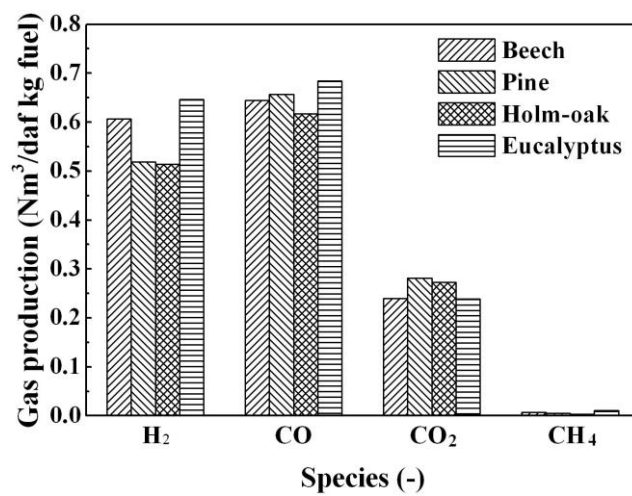 Gas production (Nm³/daf kg fuel)
0.8
0.7
0.6
0.5
0.4
0.3
0.2
0.1
0.0
Beech
Pine
Holm-oak
Eucalyptus
H₂ CO CO₂ CH₄
Species (-)